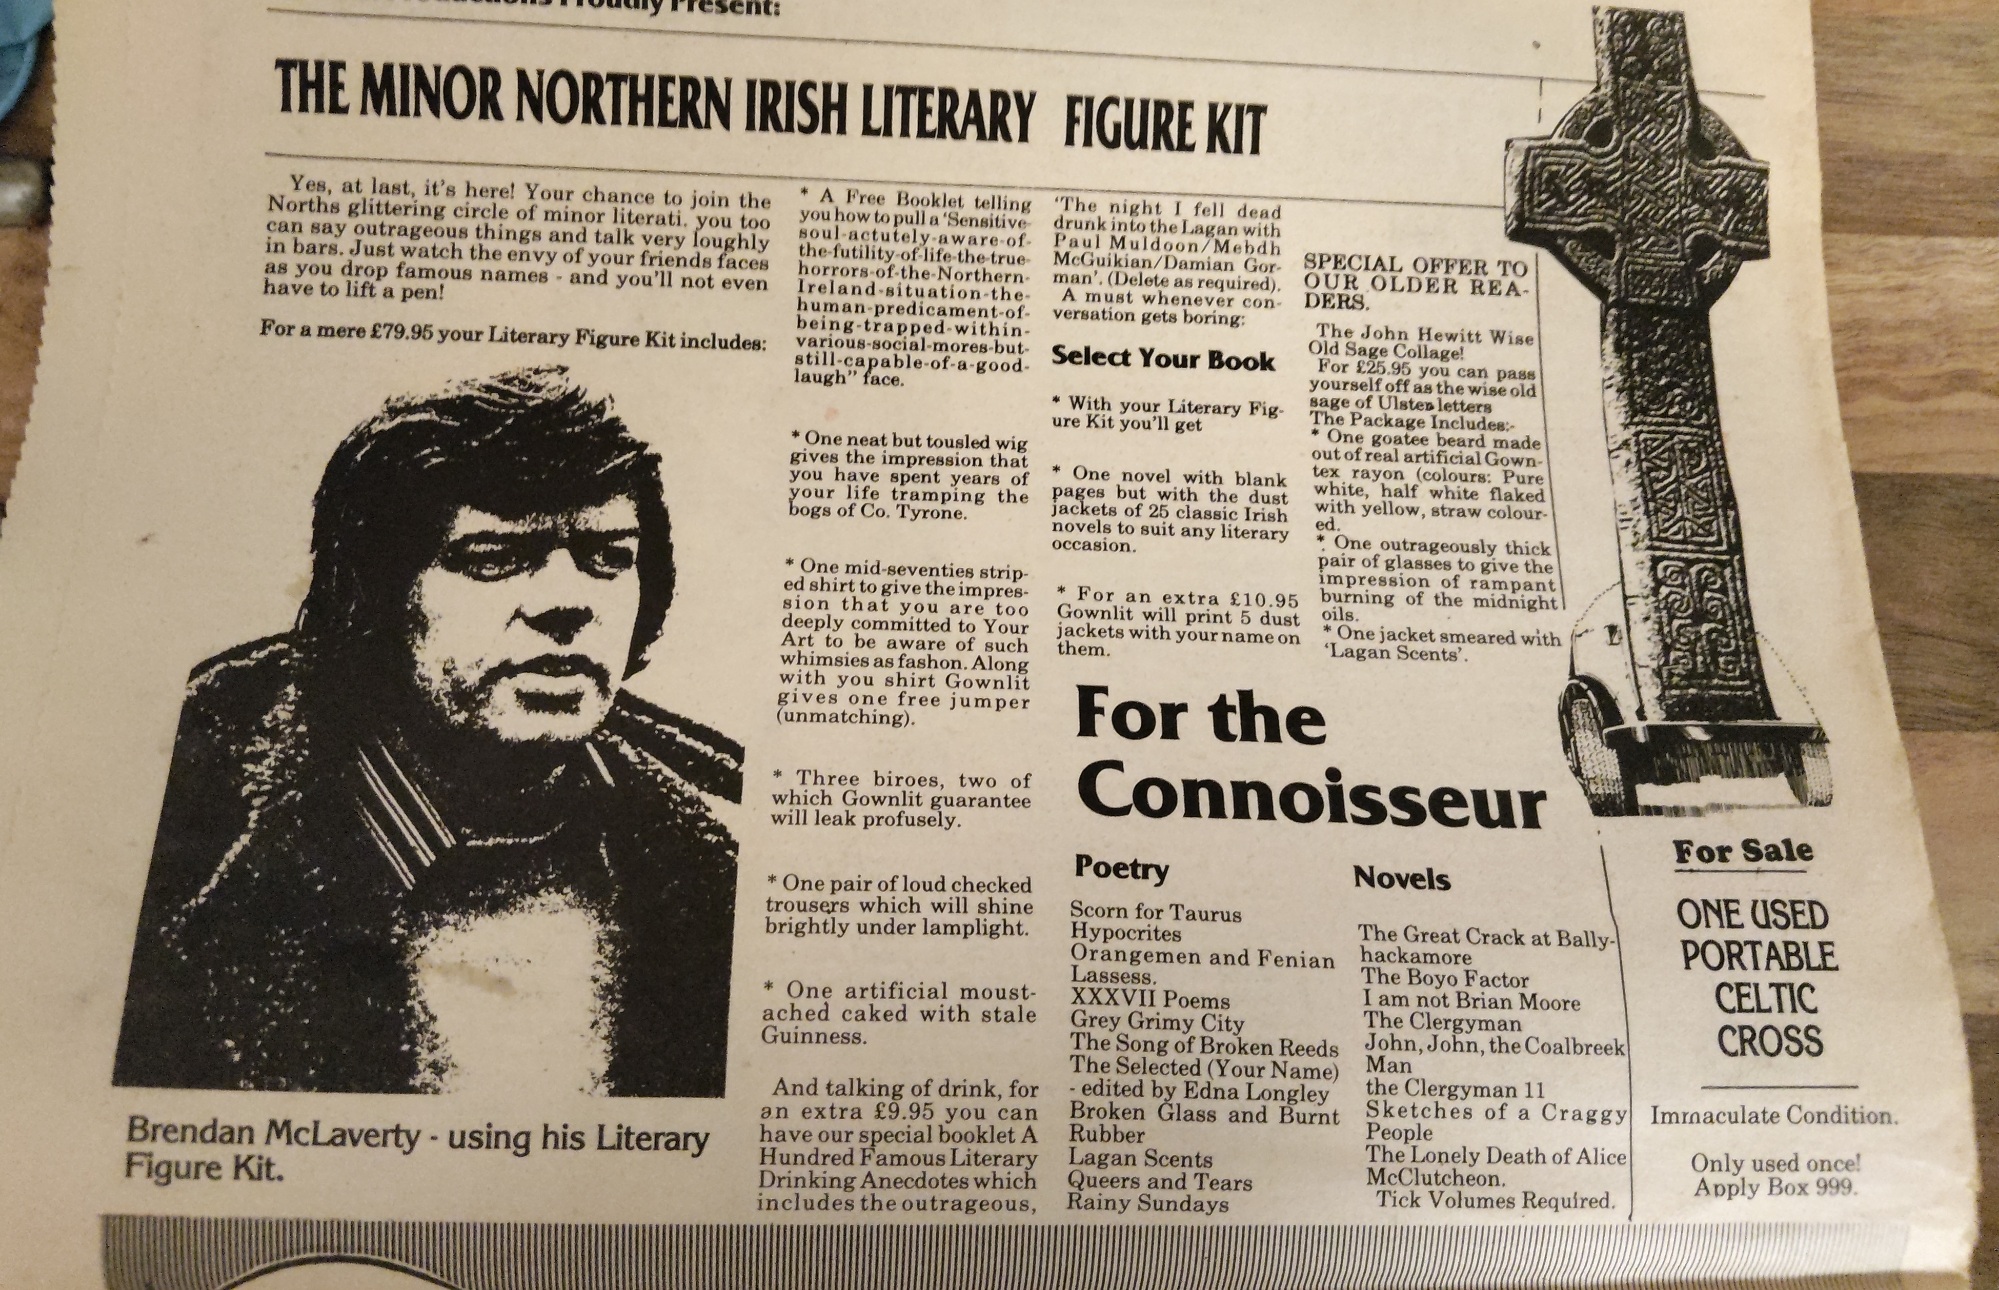 Proudly Present:
THE MINOR NORTHERN IRISH LITERARY FIGURE KIT
Yes, at last, it's here! Your chance to join the
Norths glittering circle of minor literati. you too
can say outrageous things and talk very loughly
in bars. Just watch the envy of your friends faces
as you drop famous names - and you'll not even
have to lift a pen!
For a mere £79.95 your Literary Figure Kit includes:
Brendan McLaverty - using his Literary
Figure Kit.
* A Free Booklet telling
you how to pull a 'Sensitive-
soul-actutely-aware-of-
the-futility-of-life-the-true-
horrors-of-the-Northern-
Ireland-situation-the-
human-predicament-of-
being-trapped-within-
various-social-mores-but-
still-capable-of-a-good-
laugh" face.
* One neat but tousled wig
gives the impression that
you have spent years of
your life tramping the
bogs of Co. Tyrone.
* One mid-seventies strip-
ed shirt to give the impres-
sion that you are too
deeply committed to Your
Art to be aware of such
whimsies as fashon. Along
with you shirt Gownlit
gives one free jumper
(unmatching).
* Three biroes, two of
which Gownlit guarantee
will leak profusely.
* One pair of loud checked
trousers which will shine
brightly under lamplight.
* One artificial moust-
ached caked with stale
Guinness.
And talking of drink, for
an extra £9.95 you can
have our special booklet A
Hundred Famous Literary
Drinking Anecdotes which
includes the outrageous,
'The night I fell dead
drunk into the Lagan with
Paul Muldoon/Mebdh
McGuikian/Damian Gor-
man'. (Delete as required).
A must whenever con-
versation gets boring:
Select Your Book
* With your Literary Fig-
ure Kit you'll get
* One novel with blank
pages but with the dust
jackets of 25 classic Irish
novels to suit any literary
occasion.
* For an extra £10.95
Gownlit will print 5 dust
jackets with your name on
them.
SPECIAL OFFER TO
OUR OLDER REA-
DERS.
The John Hewitt Wise
Old Sage Collage!
For £25.95 you can pass
yourself off as the wise old
sage of Ulster letters
The Package Includes:-
* One goatee beard made
out of real artificial Gown-
tex rayon (colours: Pure
white, half white flaked
with yellow, straw colour-
ed.
* One outrageously thick
pair of glasses to give the
impression of rampant
burning of the midnight
oils.
* One jacket smeared with
'Lagan Scents'.
For the
Connoisseur
Poetry
Scorn for Taurus
Hypocrites
Orangemen and Fenian
Lassess.
XXXVII Poems
Grey Grimy City
The Song of Broken Reeds
The Selected (Your Name)
- edited by Edna Longley
Broken Glass and Burnt
Rubber
Lagan Scents
Queers and Tears
Rainy Sundays
Novels
The Great Crack at Bally-
hackamore
The Boyo Factor
I am not Brian Moore
The Clergyman
John, John, the Coalbreek
Man
the Clergyman 11
Sketches of a Craggy
People
The Lonely Death of Alice
McClutcheon.
Tick Volumes Required.
For Sale
ONE USED
PORTABLE
CELTIC
CROSS
Immaculate Condition.
Only used once!
Apply Box 999.